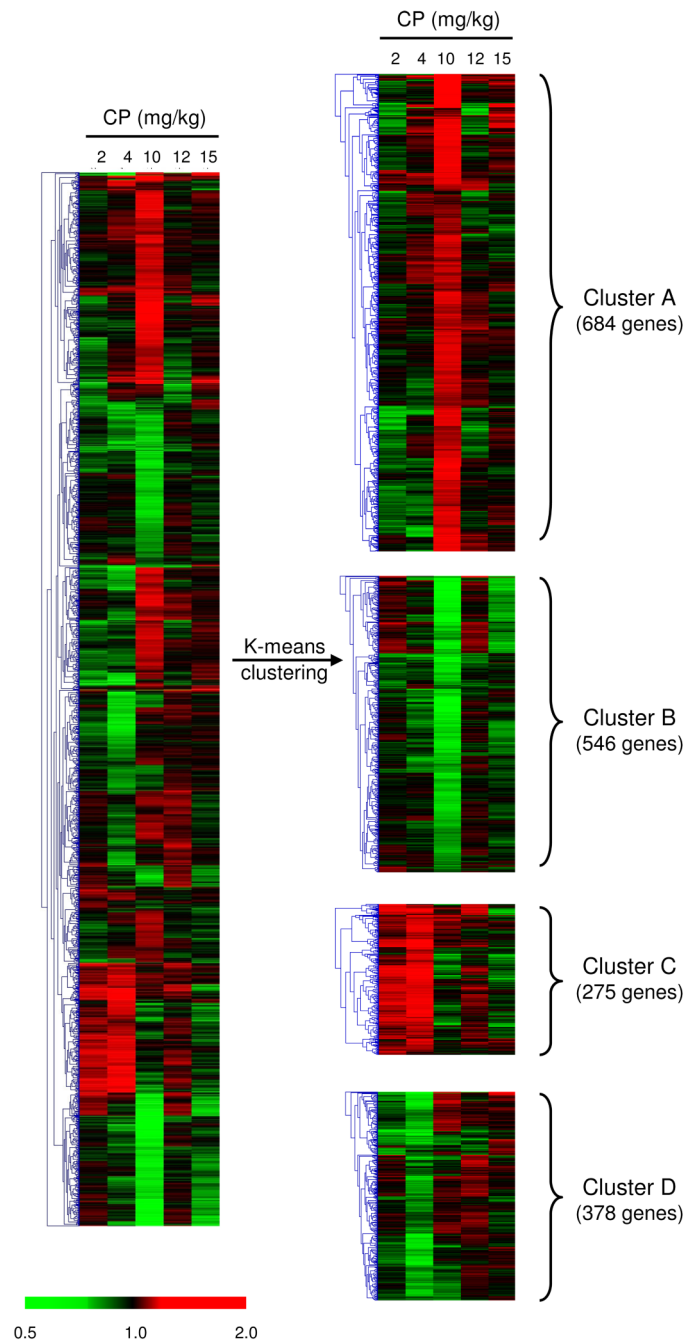 CP (mg/kg)
2 4 10 12 15
CP (mg/kg)
2 4 10 12 15
Cluster A
(684 genes)
K-means
clustering
Cluster B
(546 genes)
Cluster C
(275 genes)
Cluster D
(378 genes)
0.5 1.0 2.0